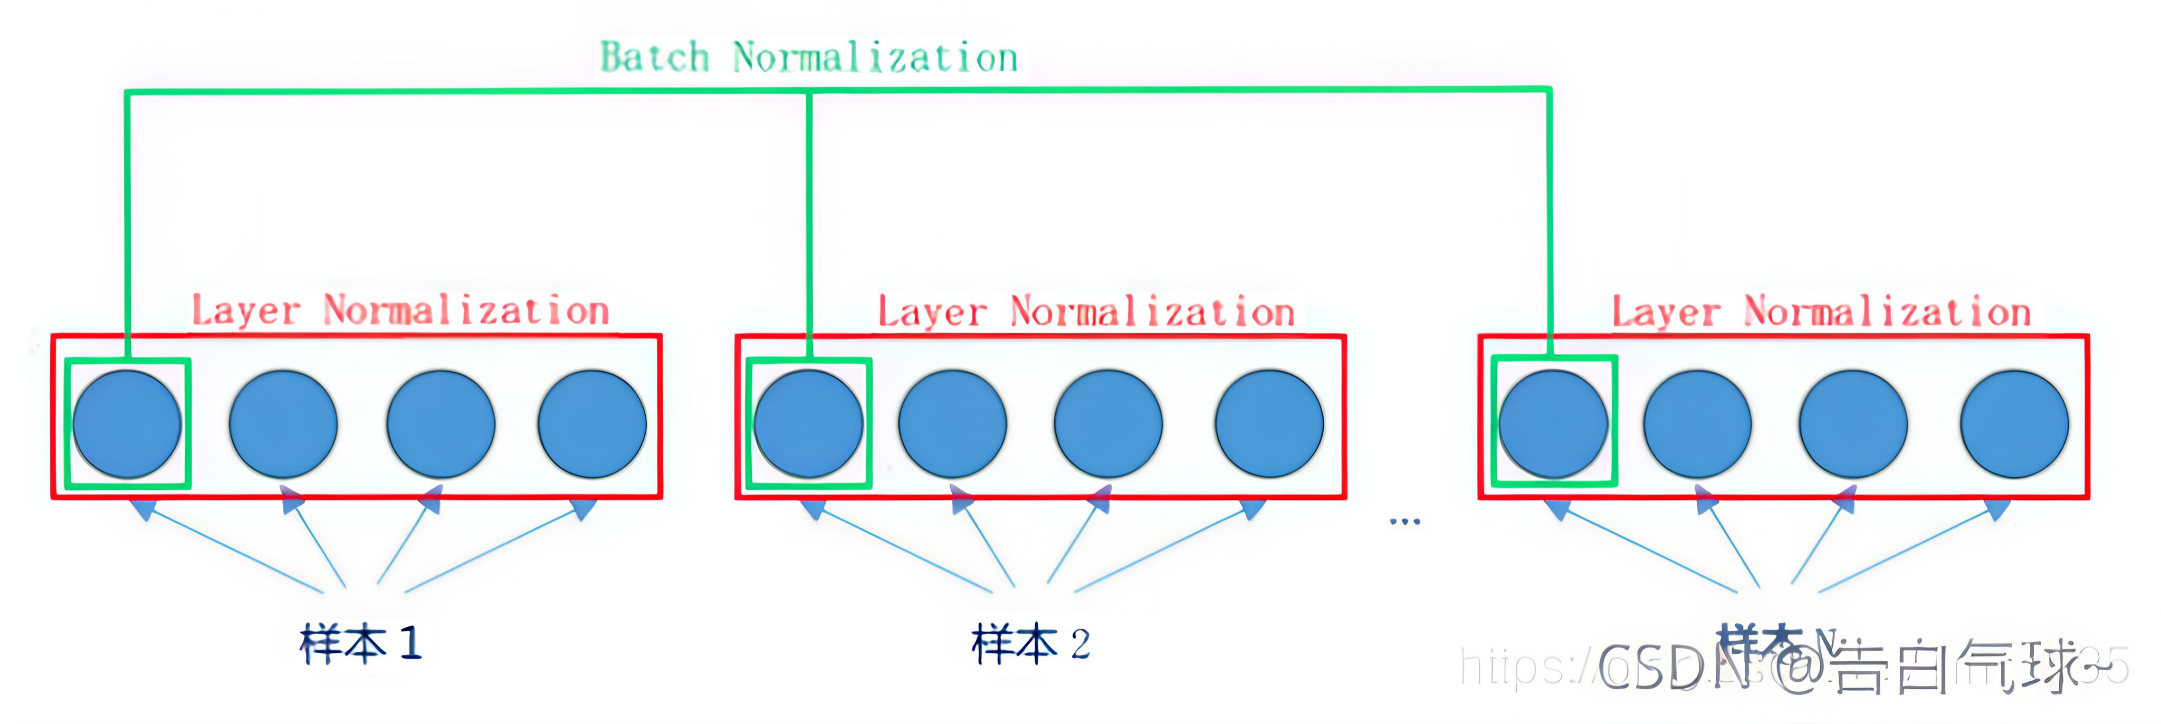 Batch Normalization
Layer Normalization
Layer Normalization
Layer Normalization
...
样本 1
样本 2
样本 N
CSDN @告白气球~